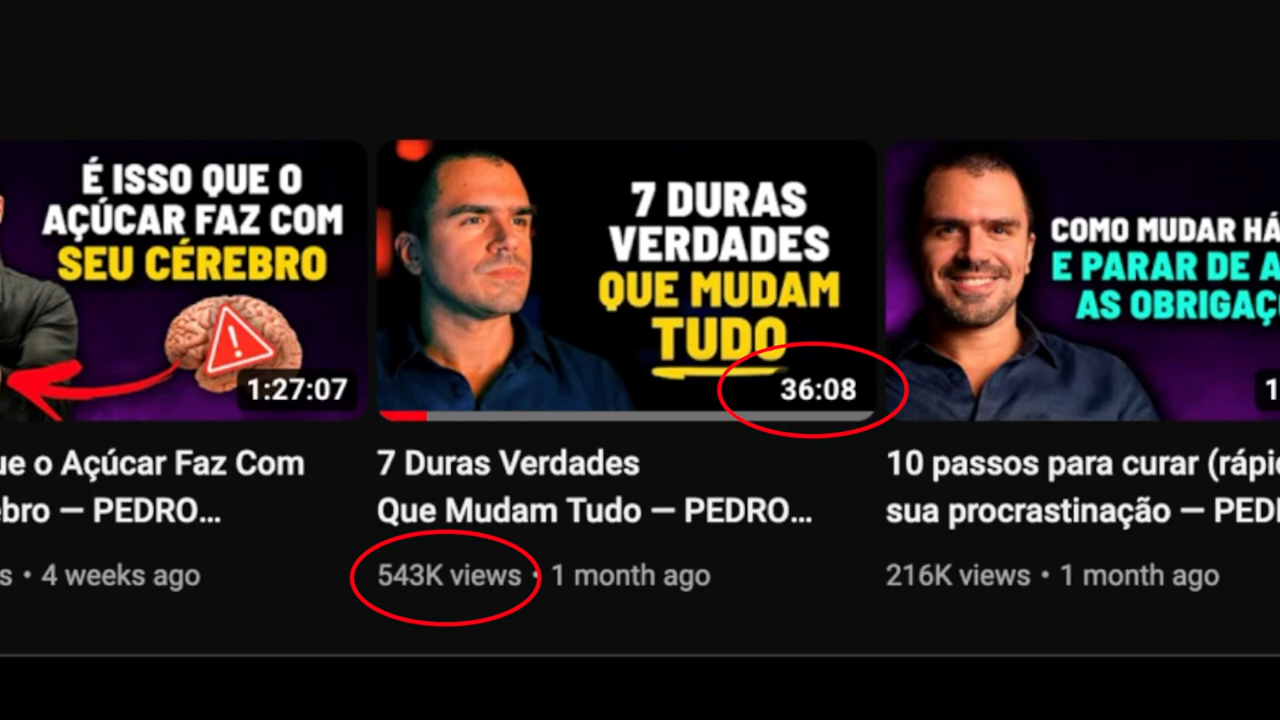 É ISSO QUE O
AÇÚCAR FAZ COM
SEU CÉREBRO
1:27:07
7 DURAS
VERDADES
QUE MUDAM
TUDO
36:08
COMO MUDAR
E PARAR DE
AS
o Açúcar Faz Com
— PEDRO...
• 4 weeks ago
7 Duras Verdades
Que Mudam Tudo — PEDRO...
543K views • 1 month ago
10 passos para curar
sua procrastinação —
216K views • 1 month ago